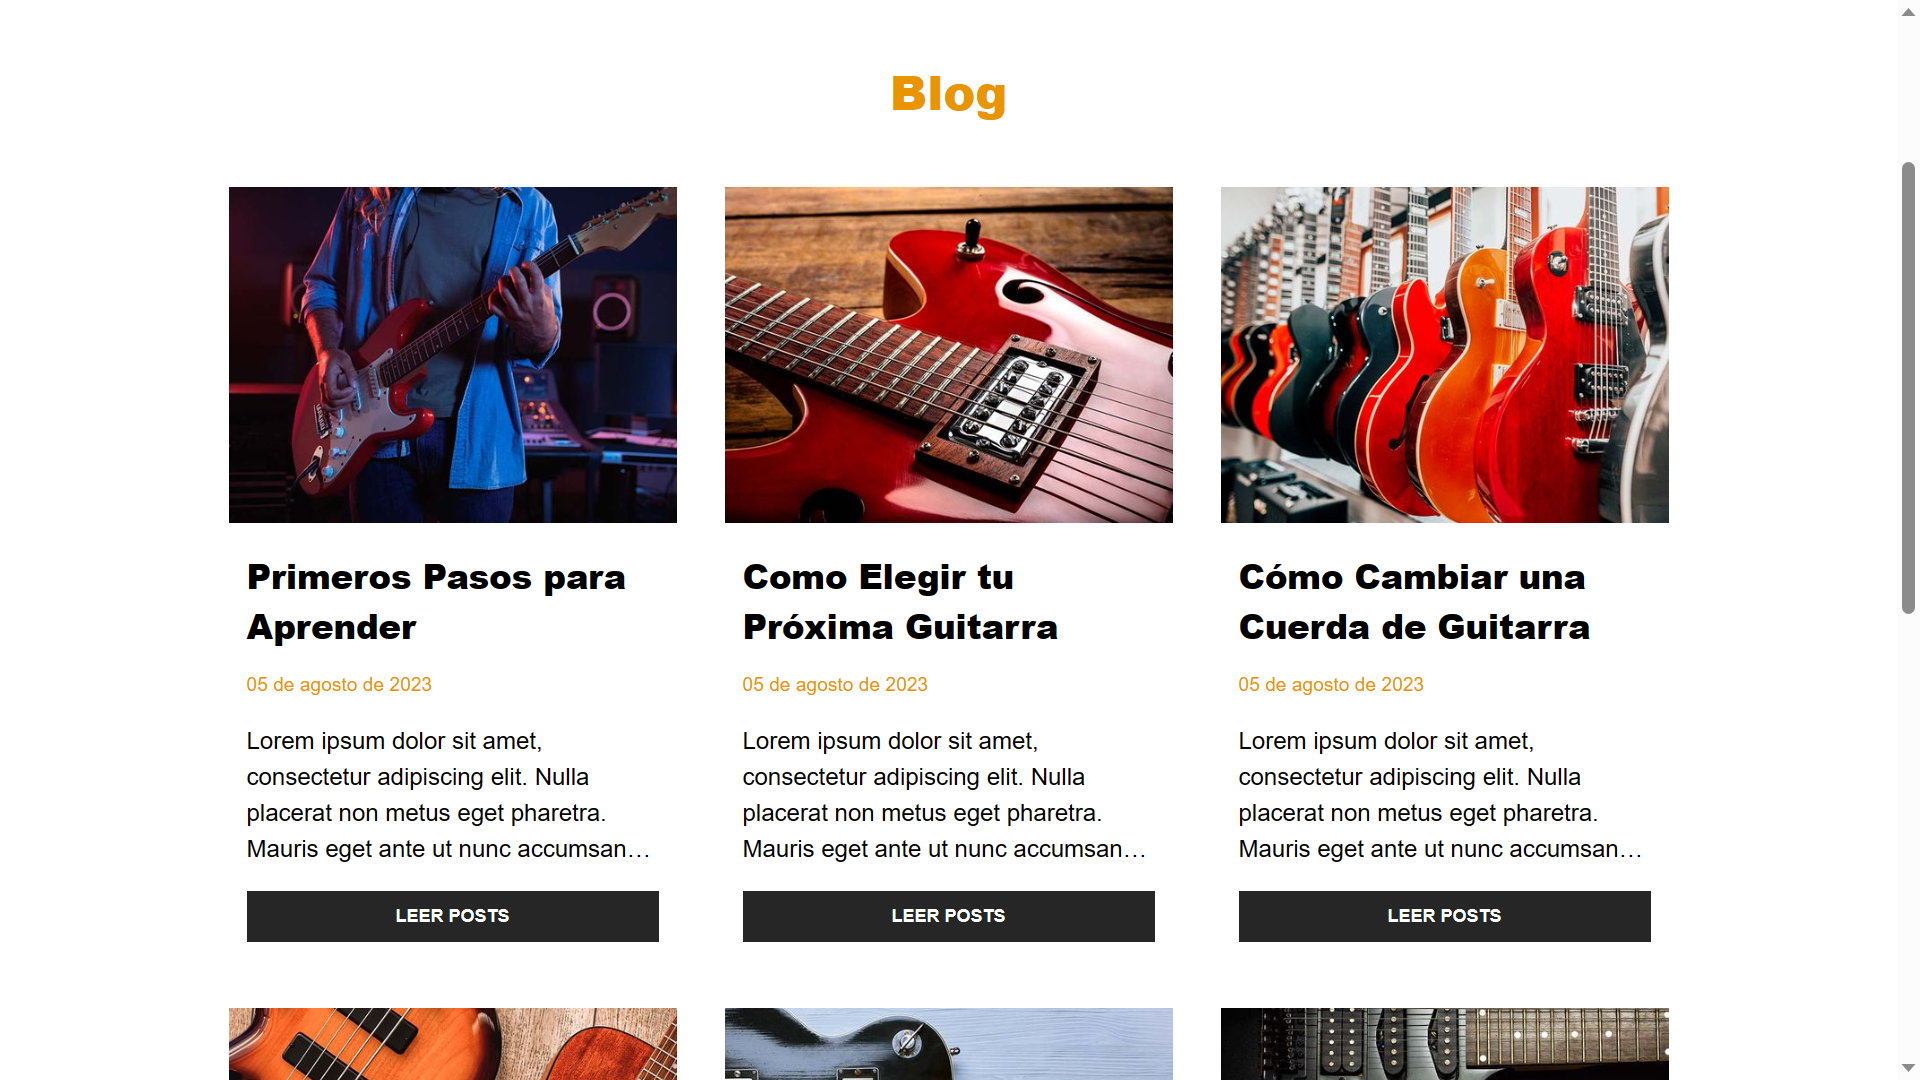 Blog
Primeros Pasos para
Aprender
05 de agosto de 2023
Lorem ipsum dolor sit amet,
consectetur adipiscing elit. Nulla
placerat non metus eget pharetra.
Mauris eget ante ut nunc accumsan…
LEER POSTS
Como Elegir tu
Próxima Guitarra
05 de agosto de 2023
Lorem ipsum dolor sit amet,
consectetur adipiscing elit. Nulla
placerat non metus eget pharetra.
Mauris eget ante ut nunc accumsan…
LEER POSTS
Cómo Cambiar una
Cuerda de Guitarra
05 de agosto de 2023
Lorem ipsum dolor sit amet,
consectetur adipiscing elit. Nulla
placerat non metus eget pharetra.
Mauris eget ante ut nunc accumsan…
LEER POSTS